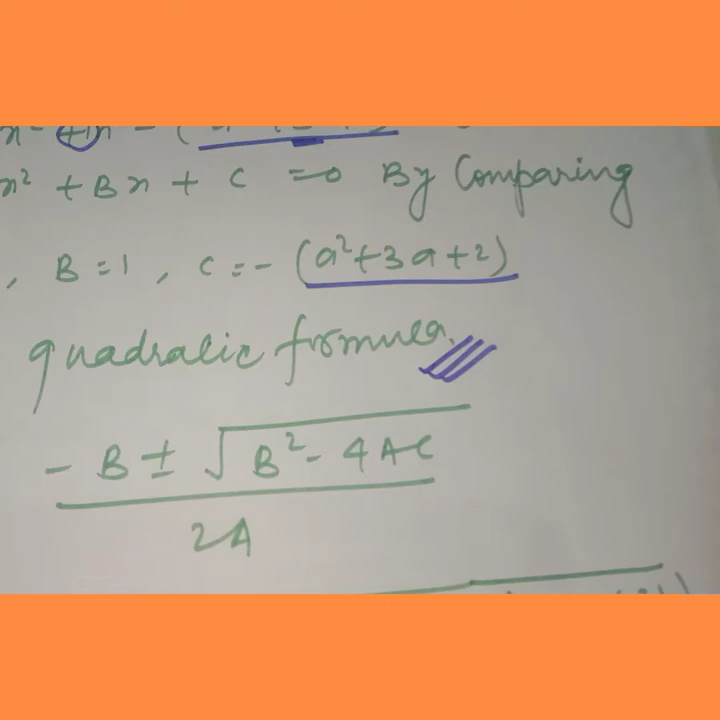 x² + Bx + C = 0 By Comparing
, B = 1 , C = - (a²+3a+2)
quadratic formula
- B ± √B² - 4AC
2A